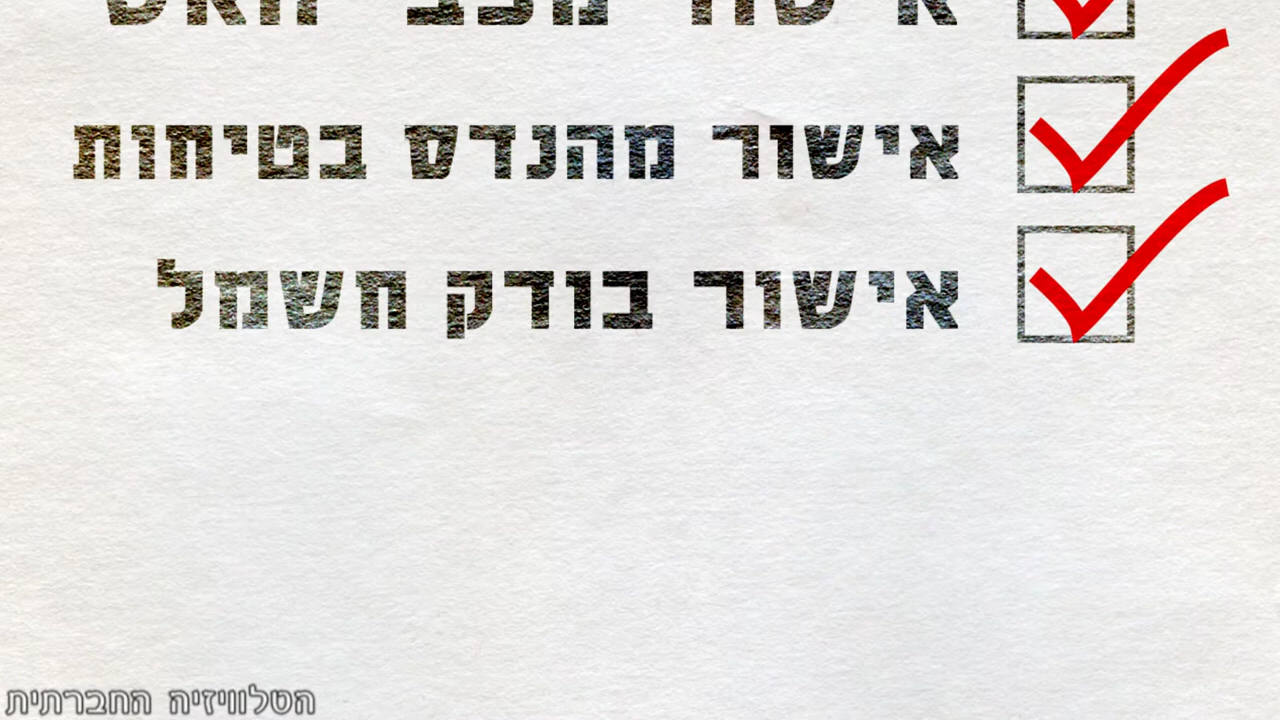 אישור מהנדס בטיחות
אישור בודק חשמל
הטלוויזיה החברתית